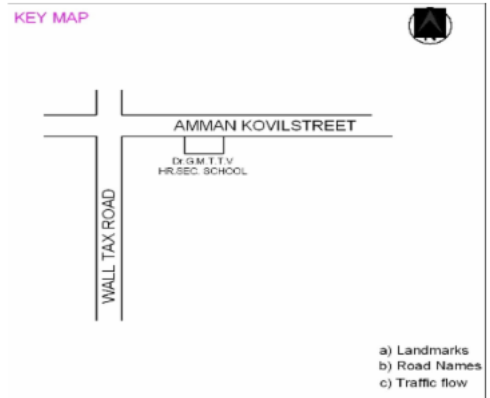 KEY MAP
N
AMMAN KOVILSTREET
Dr.G.M.T.T.V
HR.SEC. SCHOOL
WALL TAX ROAD
a) Landmarks
b) Road Names
c) Traffic flow